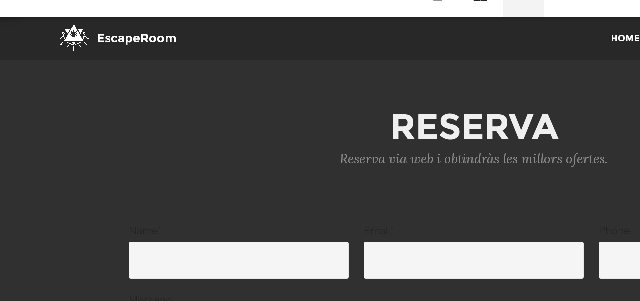 EscapeRoom
HOME
RESERVA
Reserva via web i obtindràs les millors ofertes.
Name
Email
Phone
Message